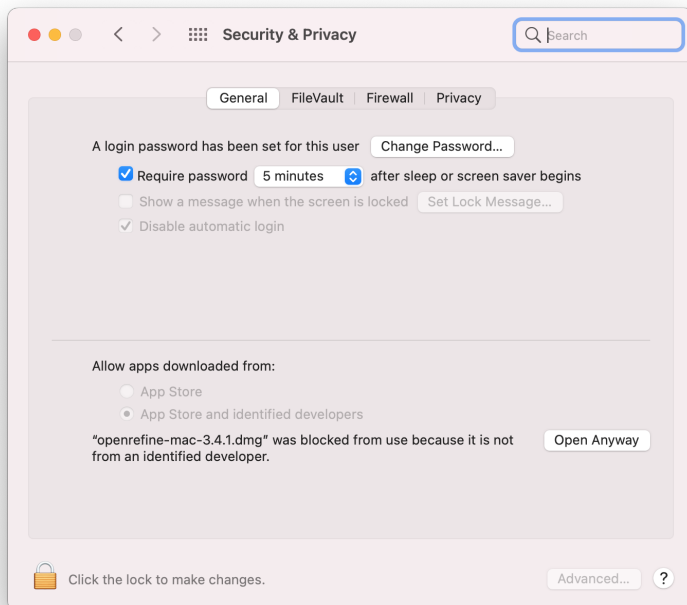 Security & Privacy
Search
General FileVault Firewall Privacy
A login password has been set for this user Change Password...
Require password 5 minutes after sleep or screen saver begins
Show a message when the screen is locked Set Lock Message...
Disable automatic login
Allow apps downloaded from:
App Store
App Store and identified developers
“openrefine-mac-3.4.1.dmg” was blocked from use because it is not Open Anyway
from an identified developer.
Click the lock to make changes. Advanced... ?